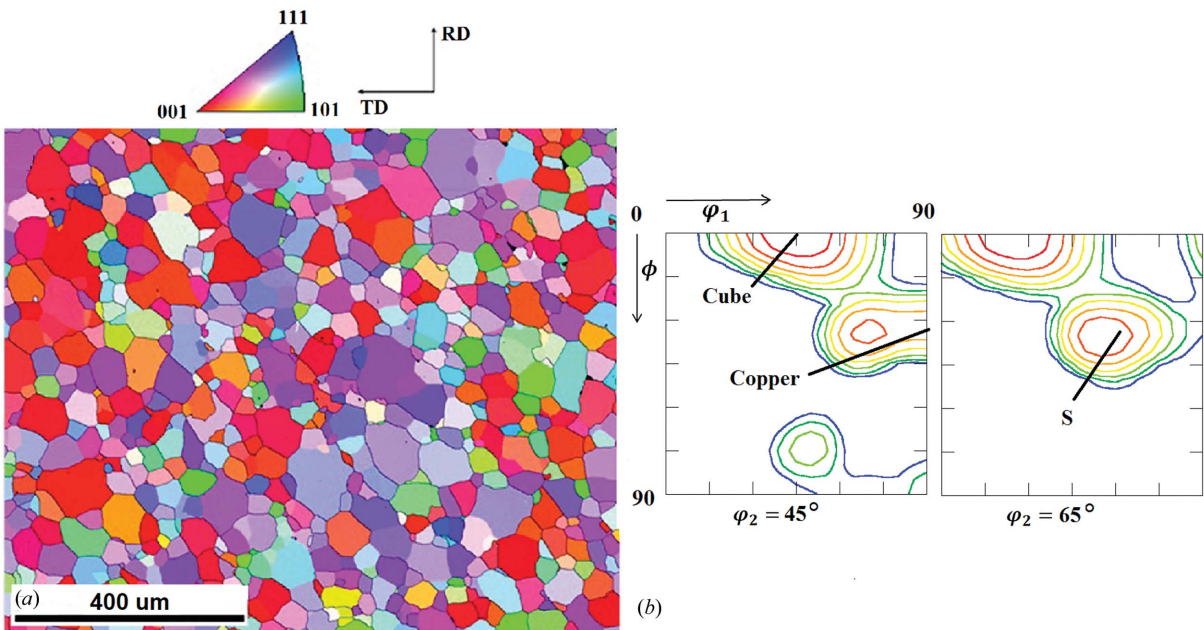 111
RD
001
101
TD
0
φ1
90
ϕ
Cube
Copper
S
(a)
400 um
90
φ2 = 45°
φ2 = 65°
(b)